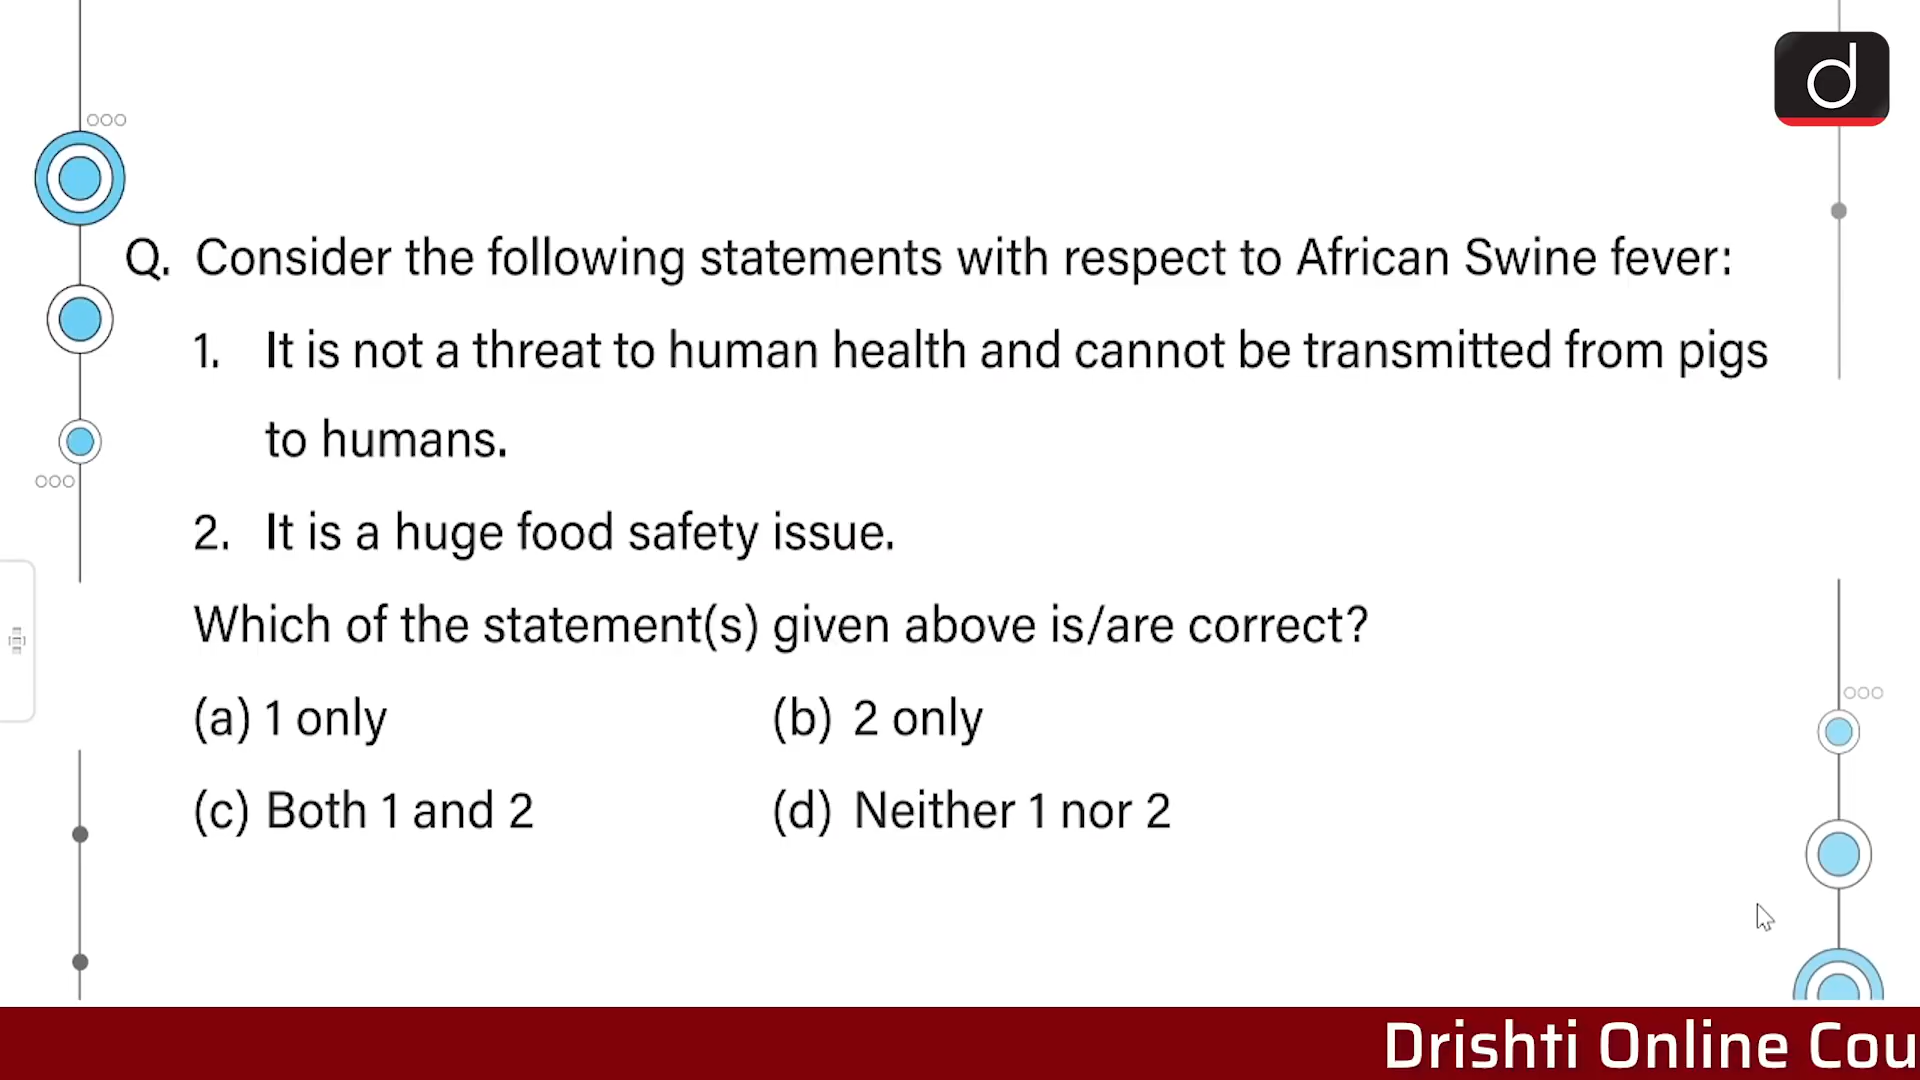 d
Q. Consider the following statements with respect to African Swine fever:
1. It is not a threat to human health and cannot be transmitted from pigs
to humans.
2. It is a huge food safety issue.
Which of the statement(s) given above is/are correct?
(a) 1 only (b) 2 only
(c) Both 1 and 2 (d) Neither 1 nor 2
Drishti Online Cou